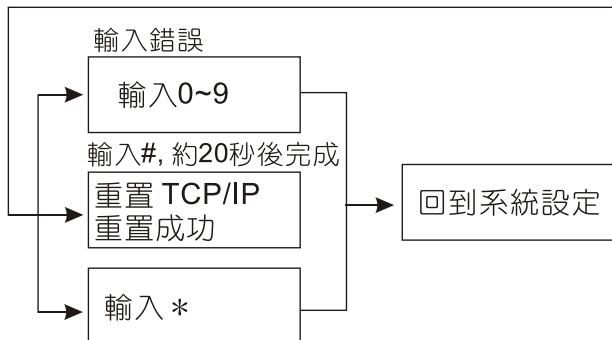 輸入錯誤
輸入0~9
輸入#, 約20秒後完成
重置 TCP/IP
重置成功
輸入＊
回到系統設定